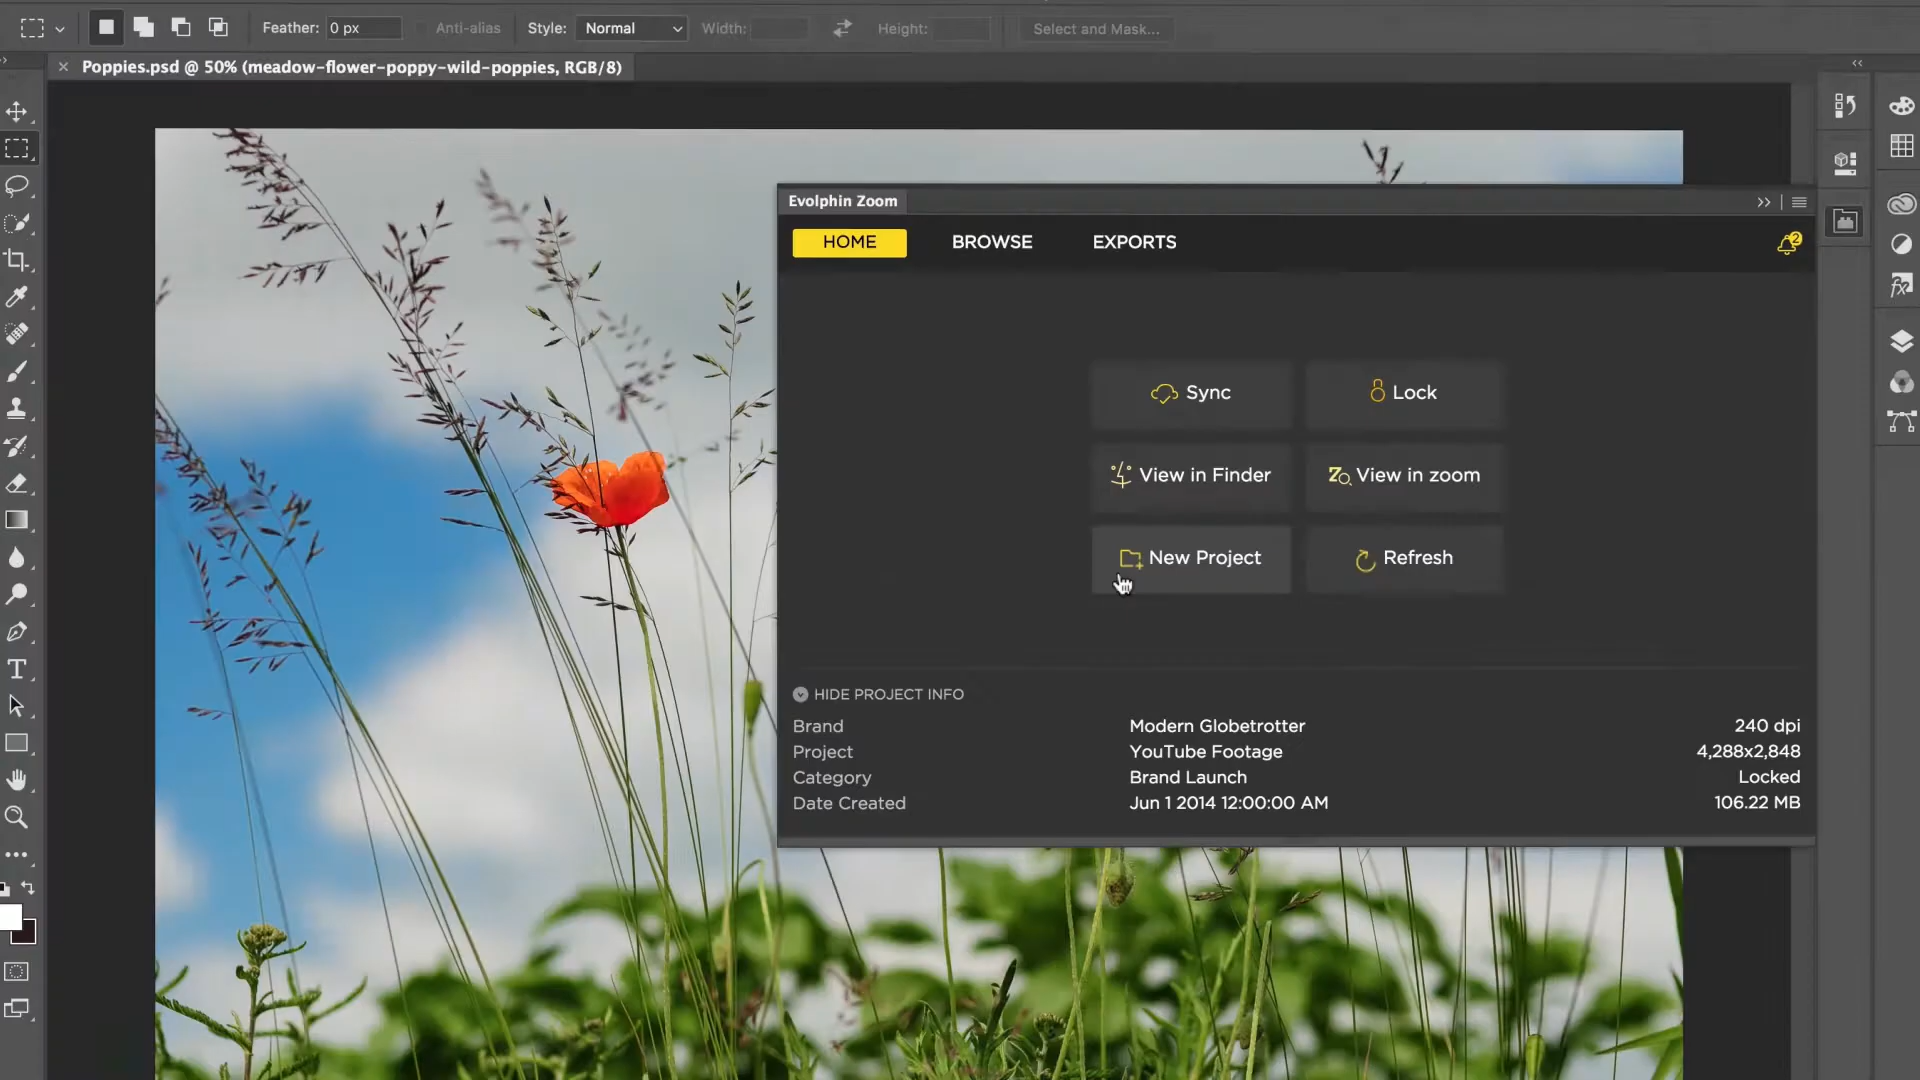 Feather: 0 px Anti-alias Style: Normal Width: Height: Select and Mask...
Poppies.psd @ 50% (meadow-flower-poppy-wild-poppies, RGB/8)
Evolphin Zoom
HOME BROWSE EXPORTS 2
Sync Lock
View in Finder View in zoom
New Project Refresh
HIDE PROJECT INFO
Brand Modern Globetrotter 240 dpi
Project YouTube Footage 4,288x2,848
Category Brand Launch Locked
Date Created Jun 1 2014 12:00:00 AM 106.22 MB